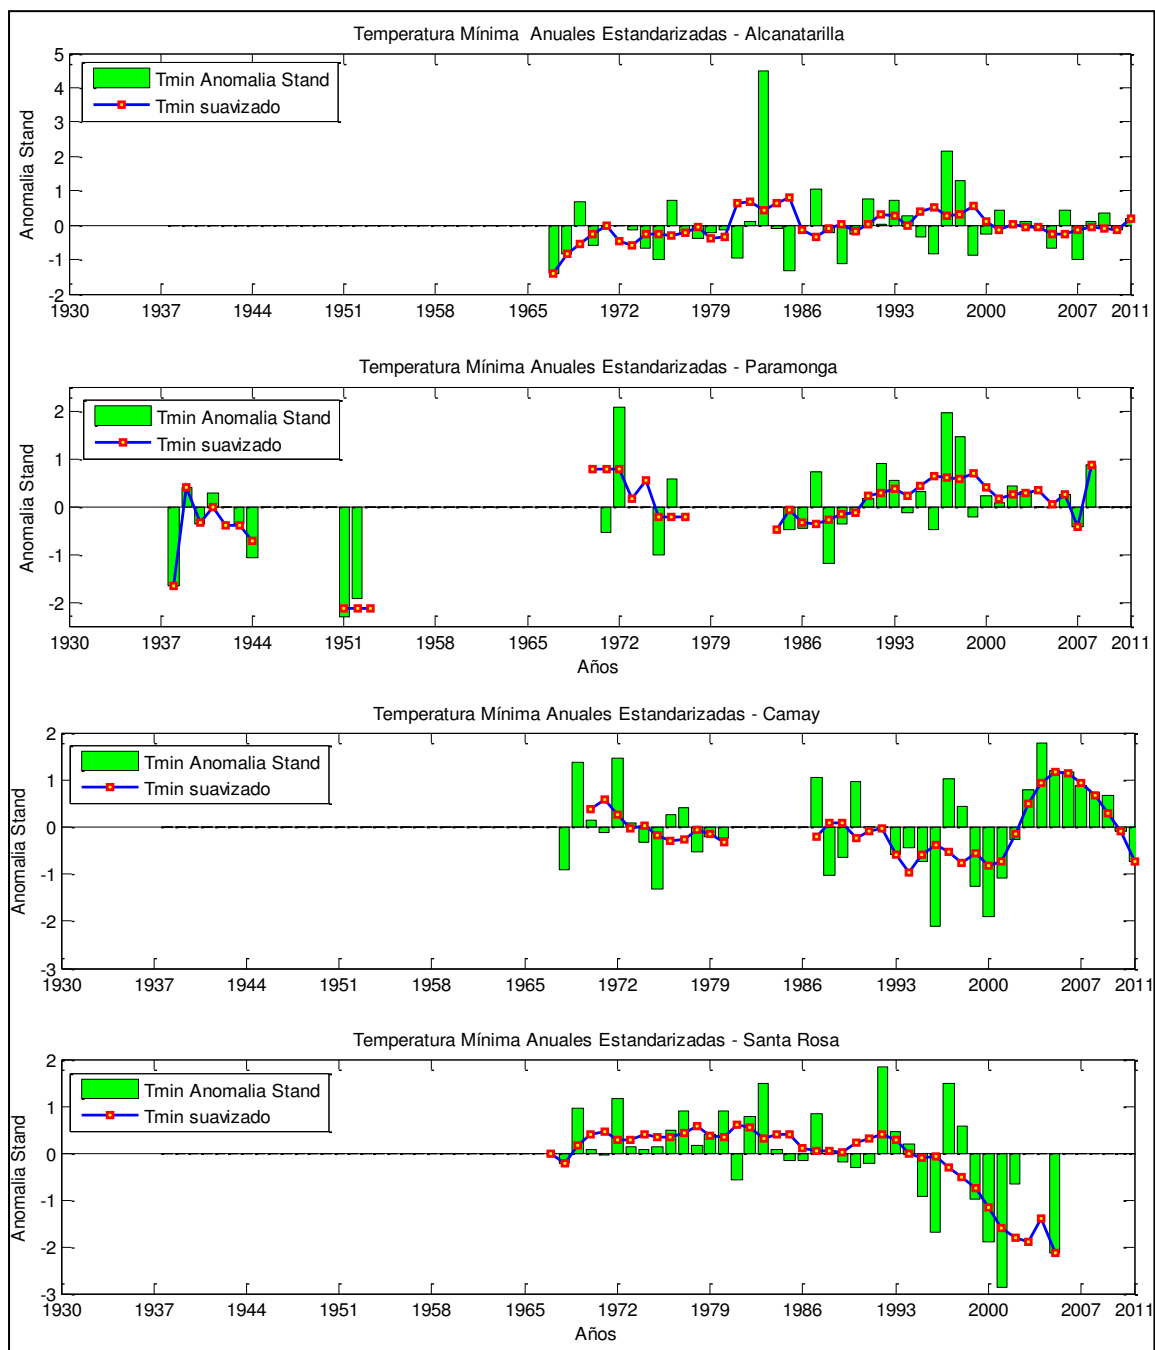 Temperatura Mínima Anuales Estandarizadas - Alcanatarilla
Anomalia Stand
5
4
3
2
1
0
-1
-2
Tmin Anomalia Stand
Tmin suavizado
1930 1937 1944 1951 1958 1965 1972 1979 1986 1993 2000 2007 2011
Temperatura Mínima Anuales Estandarizadas - Paramonga
Anomalia Stand
2
1
0
-1
-2
Tmin Anomalia Stand
Tmin suavizado
1930 1937 1944 1951 1958 1965 1972 1979 1986 1993 2000 2007 2011
Años
Temperatura Mínima Anuales Estandarizadas - Camay
Anomalia Stand
2
1
0
-1
-2
-3
Tmin Anomalia Stand
Tmin suavizado
1930 1937 1944 1951 1958 1965 1972 1979 1986 1993 2000 2007 2011
Temperatura Mínima Anuales Estandarizadas - Santa Rosa
Anomalia Stand
2
1
0
-1
-2
-3
Tmin Anomalia Stand
Tmin suavizado
1930 1937 1944 1951 1958 1965 1972 1979 1986 1993 2000 2007 2011
Años